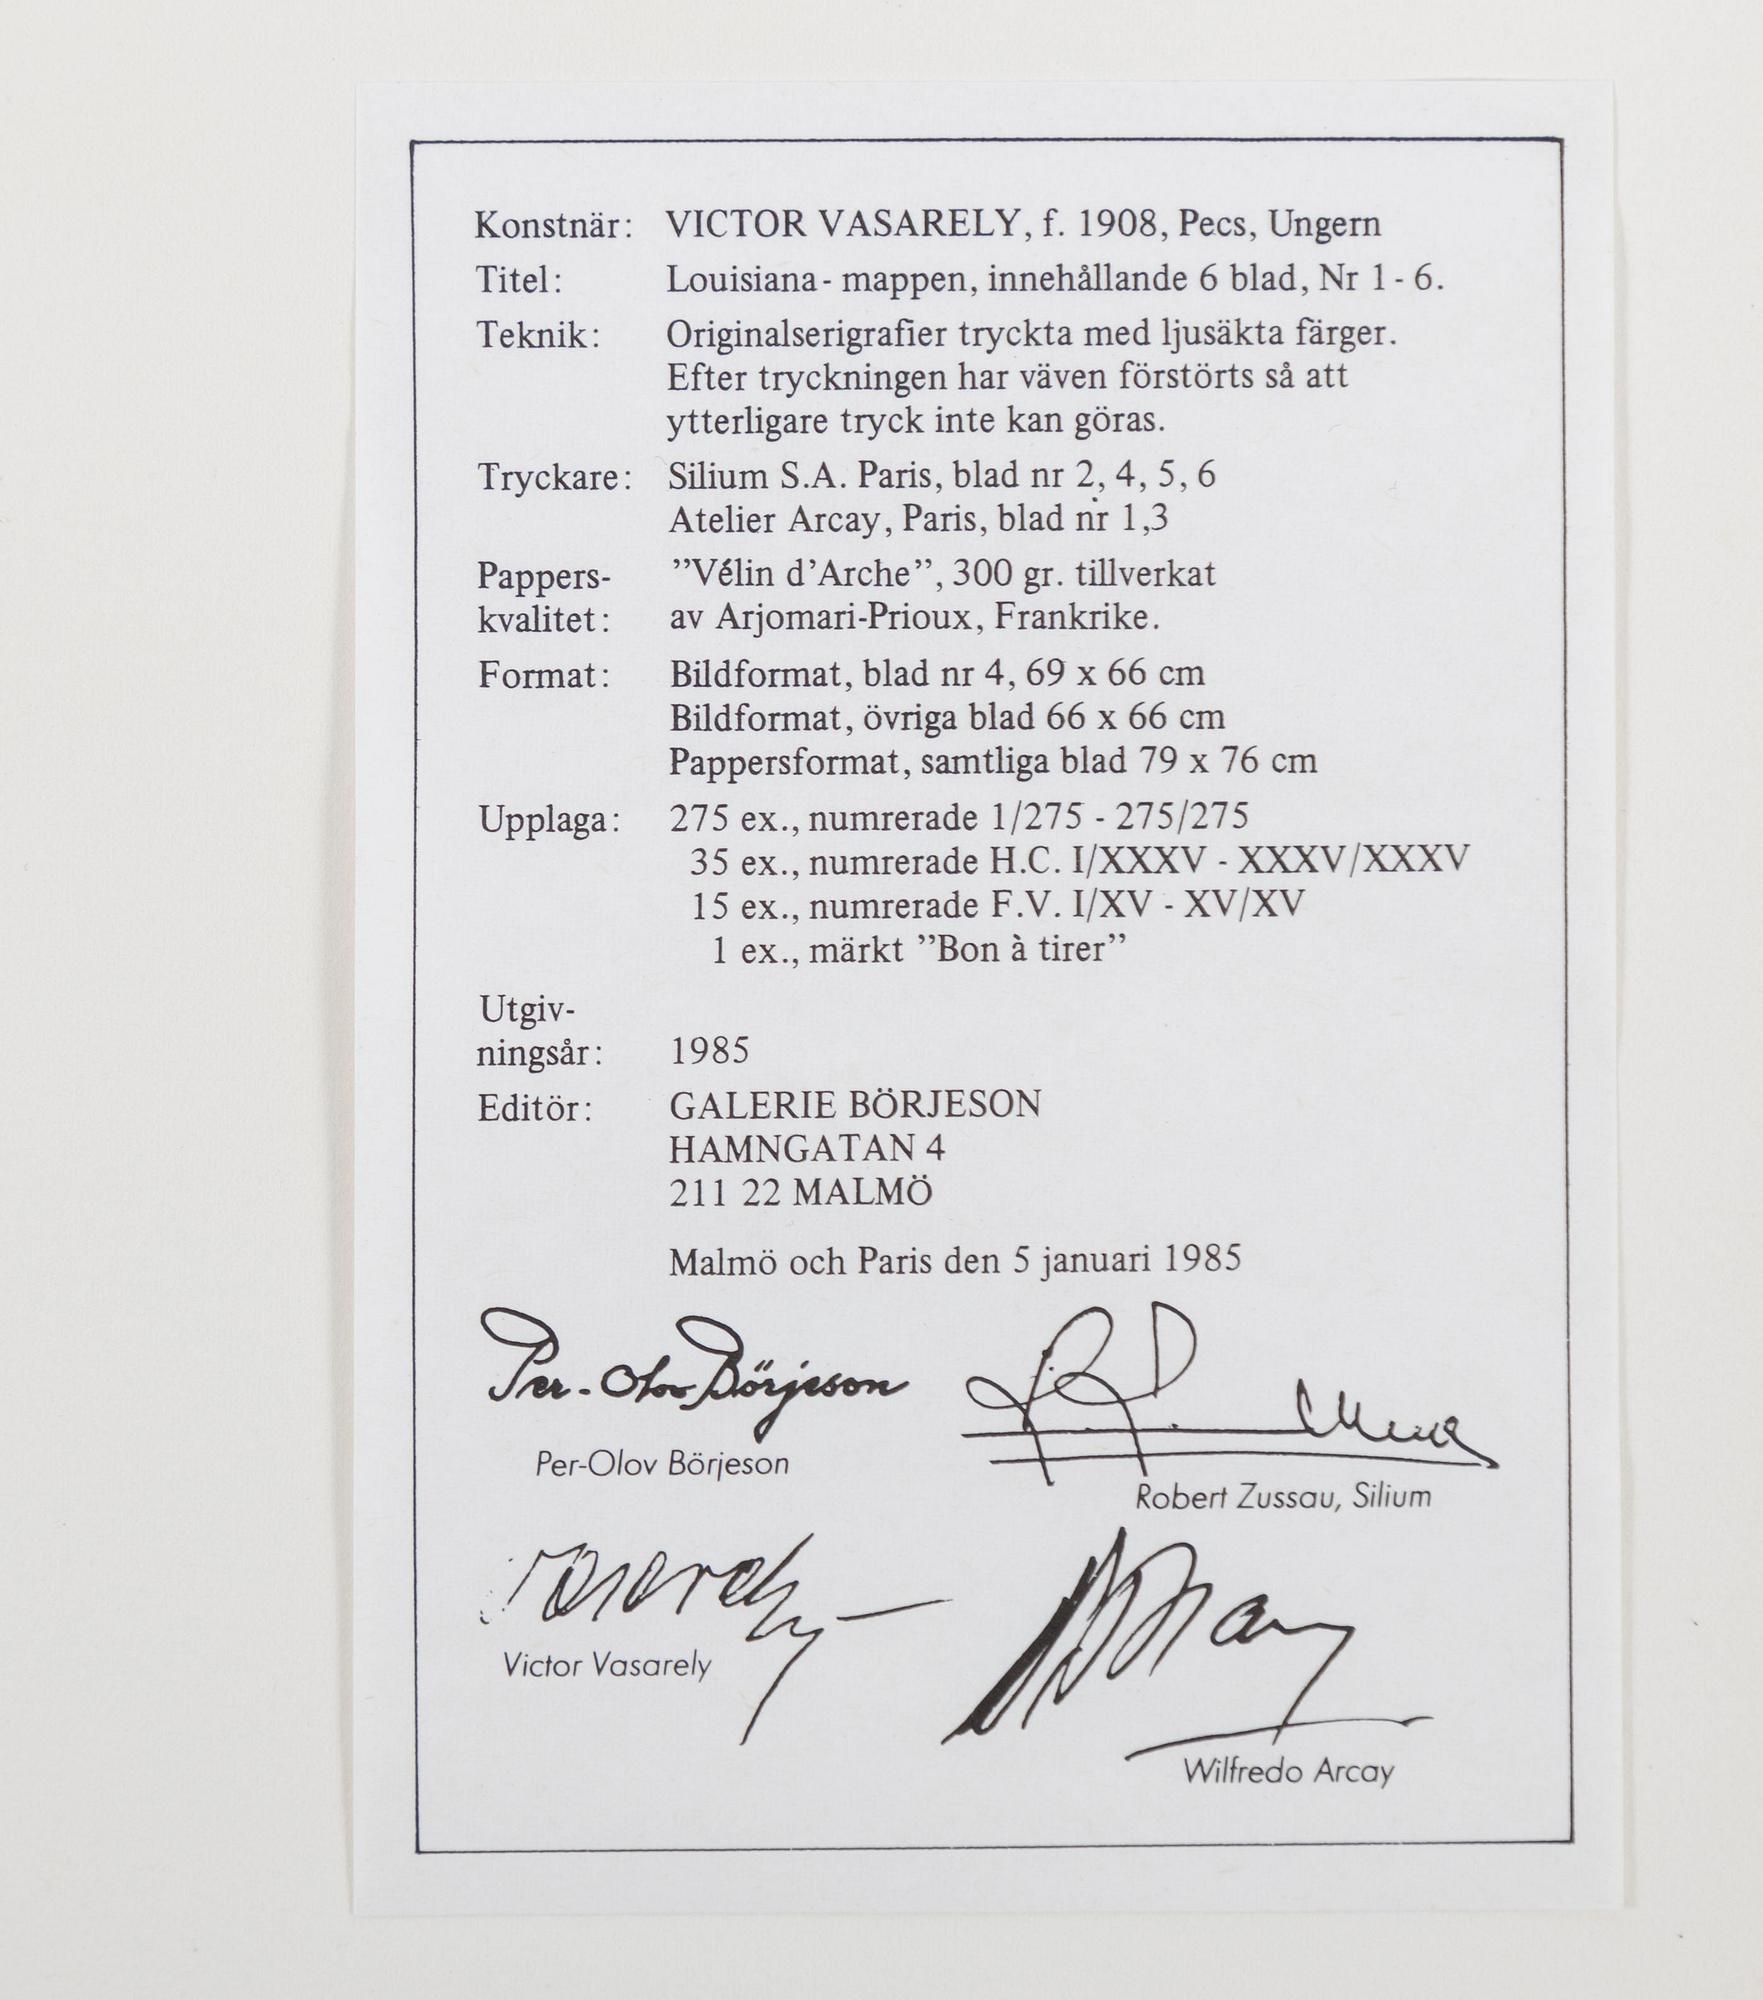 Konstnär: VICTOR VASARELY, f. 1908, Pecs, Ungern
Titel: Louisiana- mappen, innehållande 6 blad, Nr 1 - 6.
Teknik: Originalserigrafier tryckta med ljusäkta färger.
Efter tryckningen har väven förstörts så att
ytterligare tryck inte kan göras.
Tryckare: Silium S.A. Paris, blad nr 2, 4, 5, 6
Atelier Arcay, Paris, blad nr 1,3
Pappers- ”Vélin d’Arche”, 300 gr. tillverkat
kvalitet: av Arjomari-Prioux, Frankrike.
Format: Bildformat, blad nr 4, 69 x 66 cm
Bildformat, övriga blad 66 x 66 cm
Pappersformat, samtliga blad 79 x 76 cm
Upplaga: 275 ex., numrerade 1/275 - 275/275
35 ex., numrerade H.C. I/XXXV - XXXV/XXXV
15 ex., numrerade F.V. I/XV - XV/XV
1 ex., märkt ”Bon à tirer”
Utgiv-
ningsår: 1985
Editör: GALERIE BÖRJESON
HAMNGATAN 4
211 22 MALMÖ
Malmö och Paris den 5 januari 1985
Per-Olov Börjeson
Per-Olov Börjeson
Robert Zussau, Silium
Vasarely
Victor Vasarely
Arcay
Wilfredo Arcay